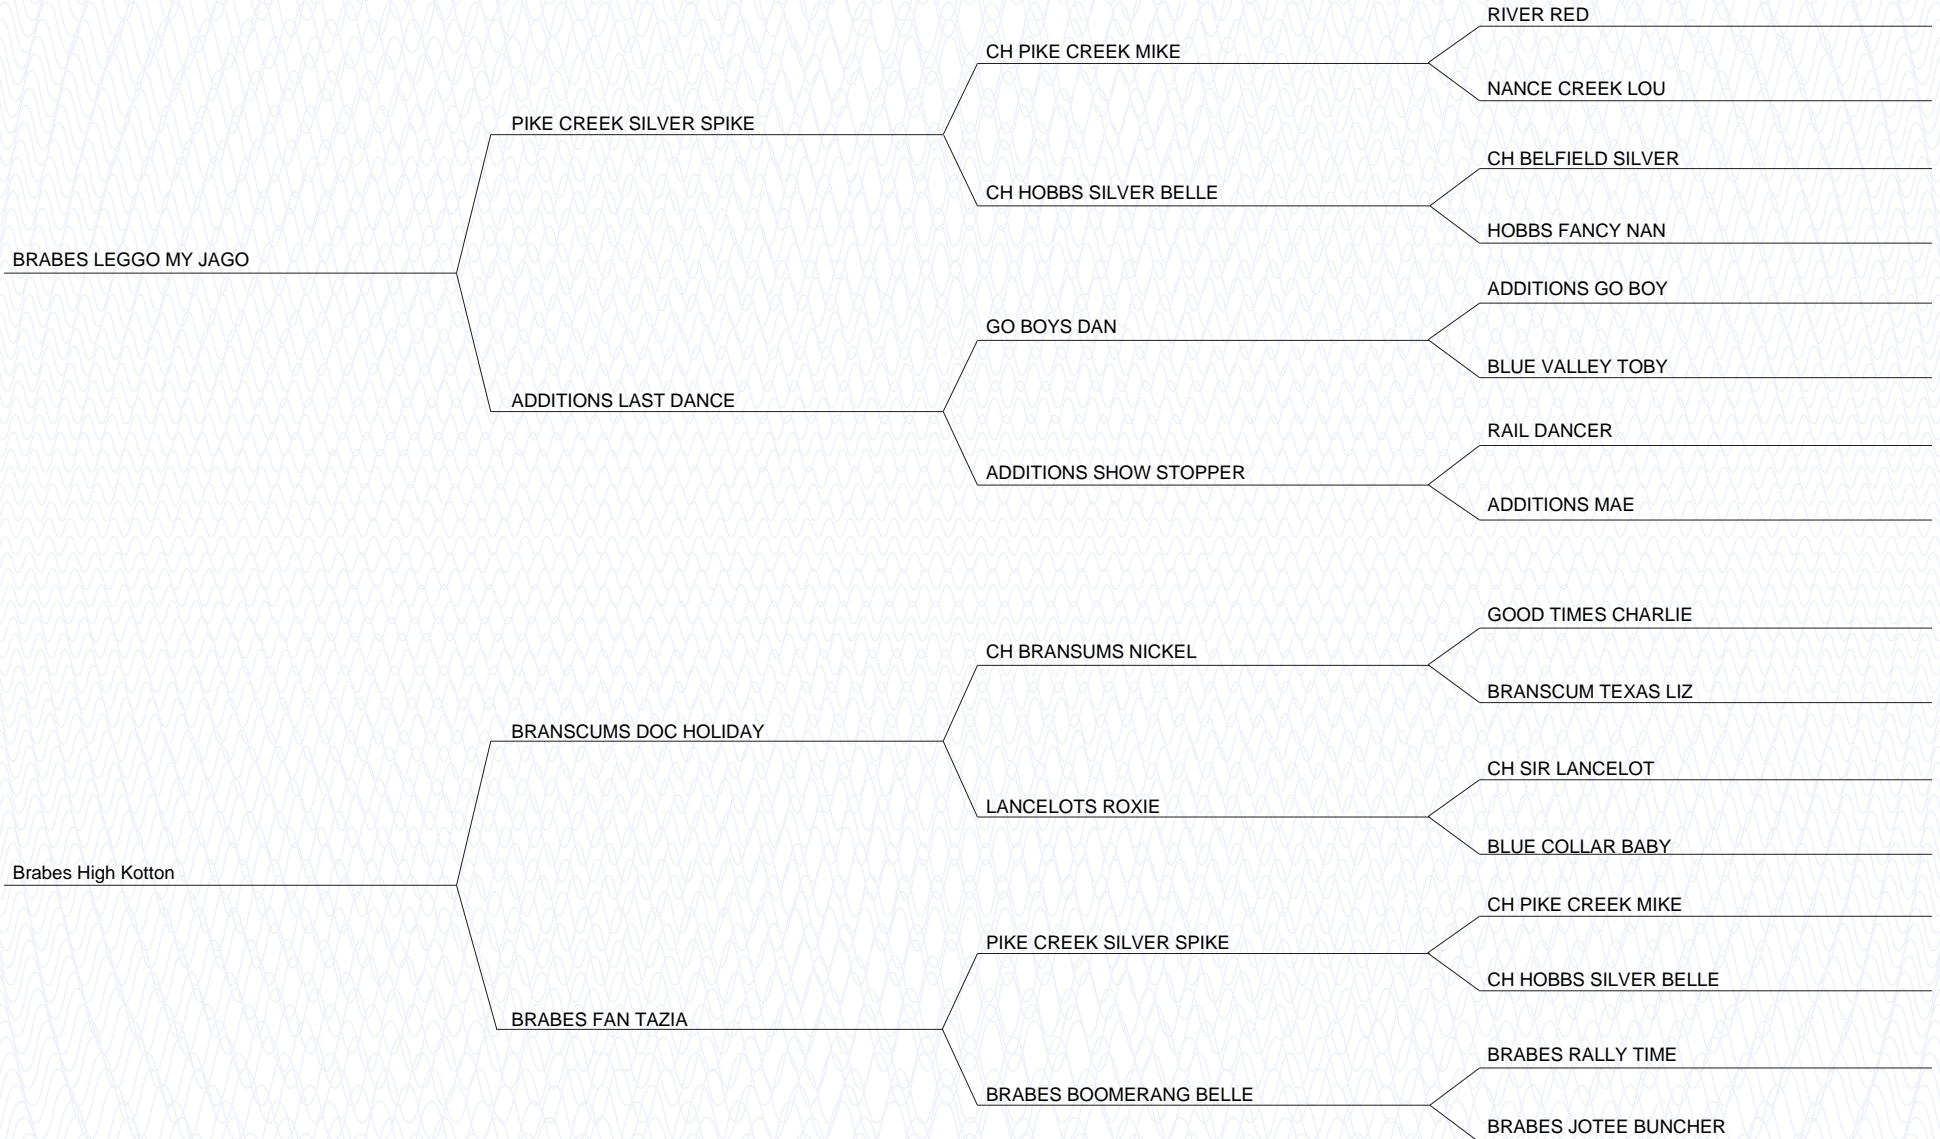 RIVER RED
CH PIKE CREEK MIKE
NANCE CREEK LOU
PIKE CREEK SILVER SPIKE
CH BELFIELD SILVER
CH HOBBS SILVER BELLE
HOBBS FANCY NAN
BRABES LEGGO MY JAGO
ADDITIONS GO BOY
GO BOYS DAN
BLUE VALLEY TOBY
ADDITIONS LAST DANCE
RAIL DANCER
ADDITIONS SHOW STOPPER
ADDITIONS MAE
GOOD TIMES CHARLIE
CH BRANSUMS NICKEL
BRANSCUM TEXAS LIZ
BRANSCUMS DOC HOLIDAY
CH SIR LANCELOT
LANCELOTS ROXIE
BLUE COLLAR BABY
Brabes High Kotton
CH PIKE CREEK MIKE
PIKE CREEK SILVER SPIKE
CH HOBBS SILVER BELLE
BRABES FAN TAZIA
BRABES RALLY TIME
BRABES BOOMERANG BELLE
BRABES JOTEE BUNCHER